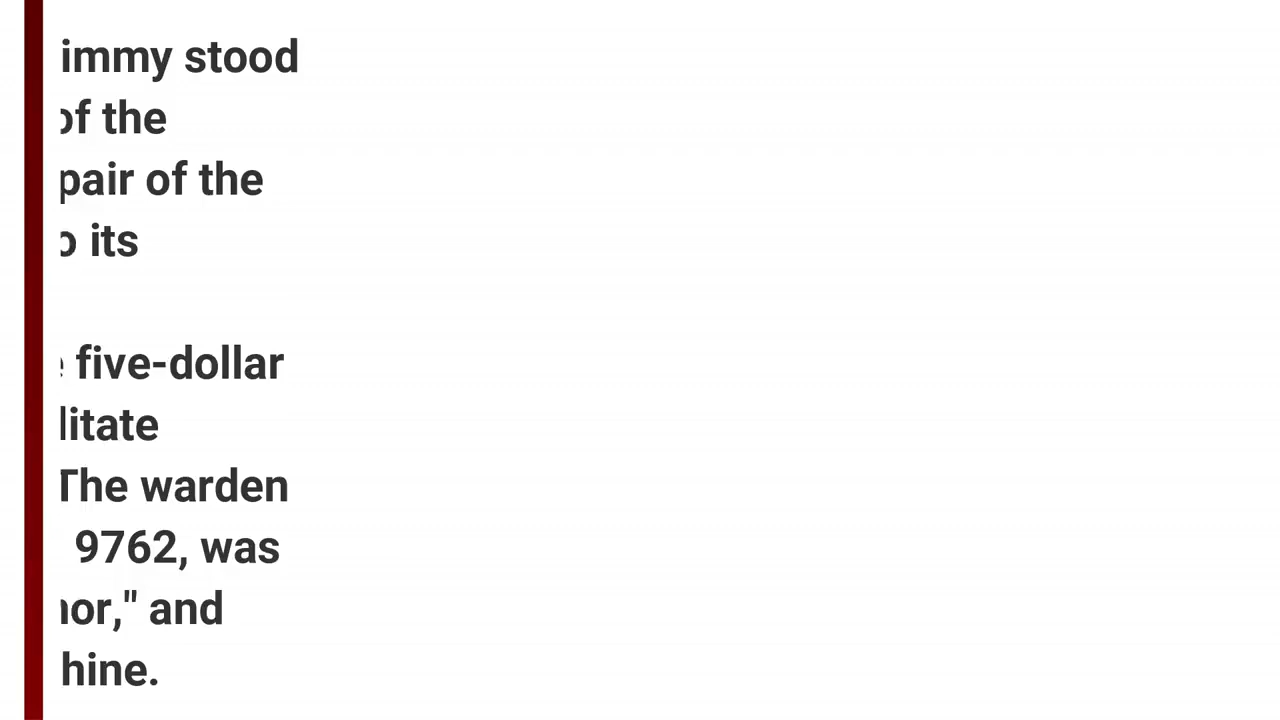 immy stood
of the
pair of the
its
five-dollar
litate
The warden
9762, was
nor," and
hine.